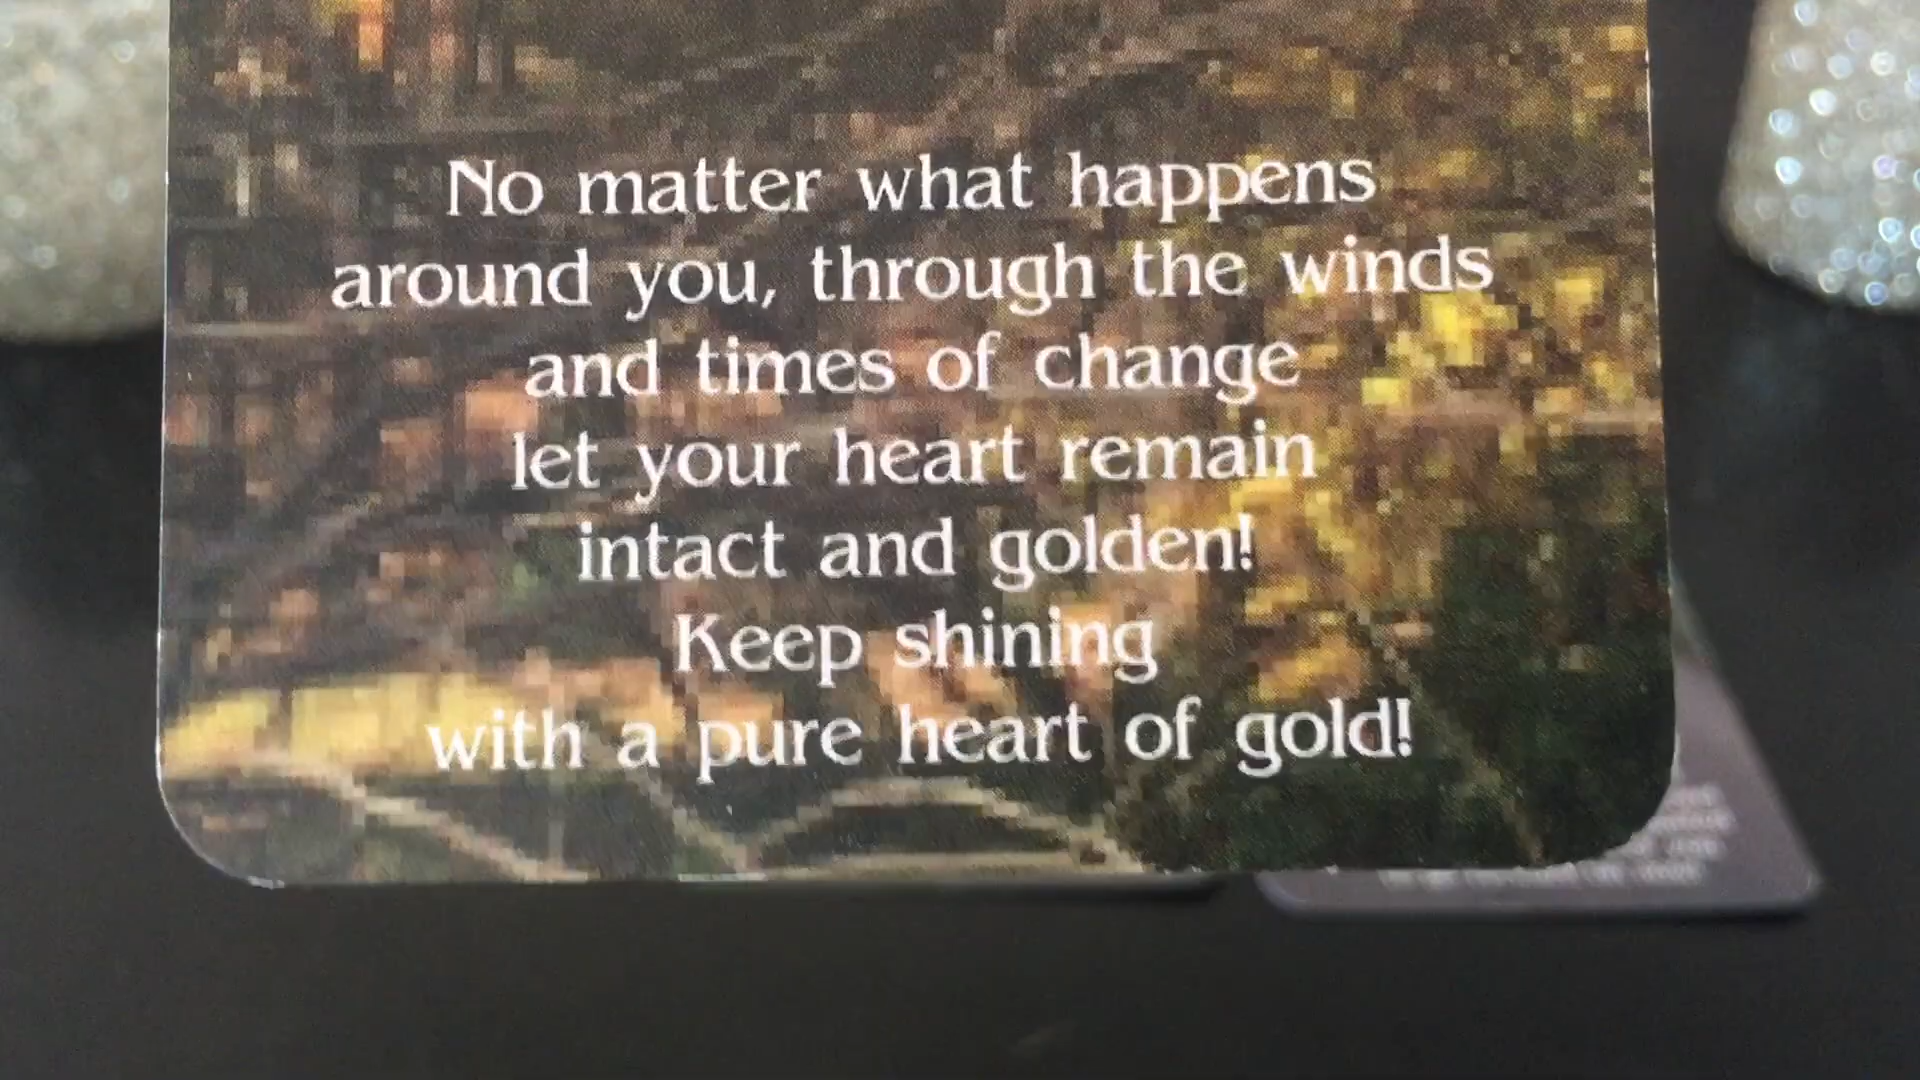 No matter what happens
around you, through the winds
and times of change
let your heart remain
intact and golden!
Keep shining
with a pure heart of gold!